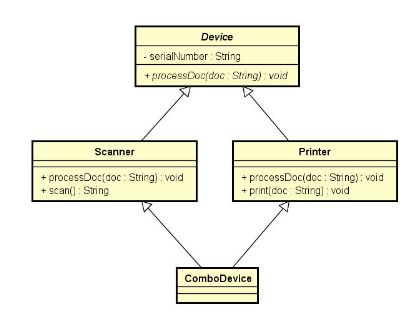 Device
- serialNumber : String
+ processDoc(doc : String) : void
Scanner
+ processDoc(doc : String) : void
+ scan() : String
Printer
+ processDoc(doc : String) : void
+ print(doc : String) : void
ComboDevice